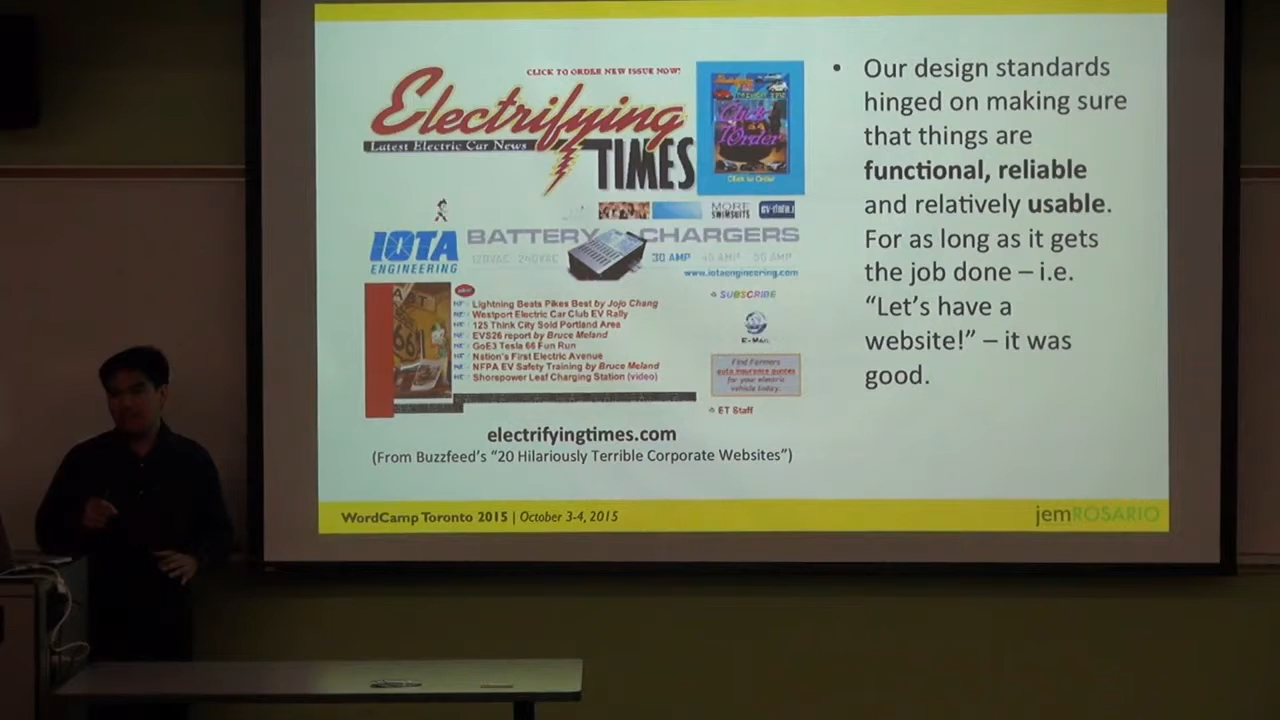 CLICK TO ORDER NEW ISSUE NOW!
Electrifying
Latest Electric Car News
TIMES
Click to Order
MORE
SWIMSUITS
IOTA
ENGINEERING
BATTERY CHARGERS
120VAC 240VAC
30 AMP 45 AMP 50 AMP
www.iotaengineering.com
Lightning Beats Pikes Best by Jojo Chang
Westport Electric Car Club EV Rally
125 Think City Sold Portland Area
EVS26 report by Bruce Meland
GoE3 Tesla 66 Fun Run
Nation's First Electric Avenue
NFPA EV Safety Training by Bruce Meland
Shorepower Leaf Charging Station (video)
SUBSCRIBE
E-Mail
Find Farmers
auto insurance quotes
for your electric
vehicle today.
ET Staff
electrifyingtimes.com
(From Buzzfeed's “20 Hilariously Terrible Corporate Websites”)
• Our design standards
hinged on making sure
that things are
functional, reliable
and relatively usable.
For as long as it gets
the job done – i.e.
“Let's have a
website!” – it was
good.
WordCamp Toronto 2015 | October 3-4, 2015
jemROSARIO